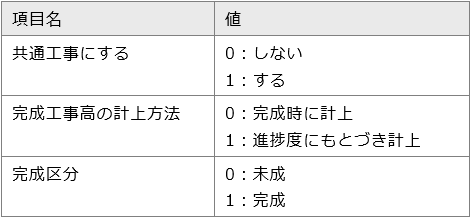 項目名 値
共通工事にする 0：しない
1：する
完成工事高の計上方法 0：完成時に計上
1：進捗度にもとづき計上
完成区分 0：未成
1：完成